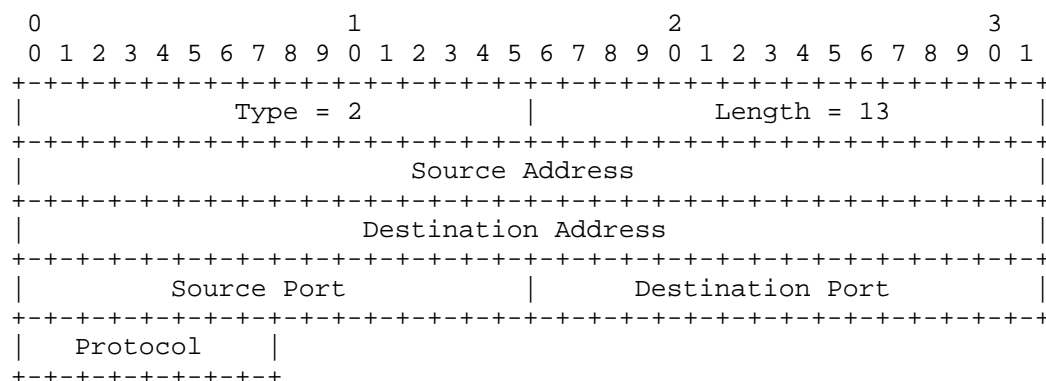 0                   1                   2                   3
 0 1 2 3 4 5 6 7 8 9 0 1 2 3 4 5 6 7 8 9 0 1 2 3 4 5 6 7 8 9 0 1
+-+-+-+-+-+-+-+-+-+-+-+-+-+-+-+-+-+-+-+-+-+-+-+-+-+-+-+-+-+-+-+-+
|             Type = 2          |           Length = 13         |
+-+-+-+-+-+-+-+-+-+-+-+-+-+-+-+-+-+-+-+-+-+-+-+-+-+-+-+-+-+-+-+-+
|                        Source Address                         |
+-+-+-+-+-+-+-+-+-+-+-+-+-+-+-+-+-+-+-+-+-+-+-+-+-+-+-+-+-+-+-+-+
|                     Destination Address                       |
+-+-+-+-+-+-+-+-+-+-+-+-+-+-+-+-+-+-+-+-+-+-+-+-+-+-+-+-+-+-+-+-+
|         Source Port           |      Destination Port         |
+-+-+-+-+-+-+-+-+-+-+-+-+-+-+-+-+-+-+-+-+-+-+-+-+-+-+-+-+-+-+-+-+
|   Protocol    |
+-+-+-+-+-+-+-+-+